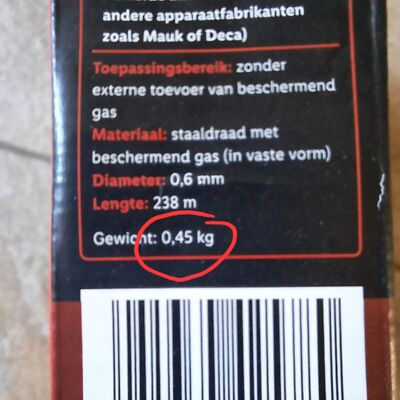 andere apparaatfabrikanten
zoals Mauk of Deca)
Toepassingsbereik: zonder
externe toevoer van beschermend
gas
Materiaal: staaldraad met
beschermend gas (in vaste vorm)
Diameter: 0,6 mm
Lengte: 238 m
Gewicht: 0,45 kg